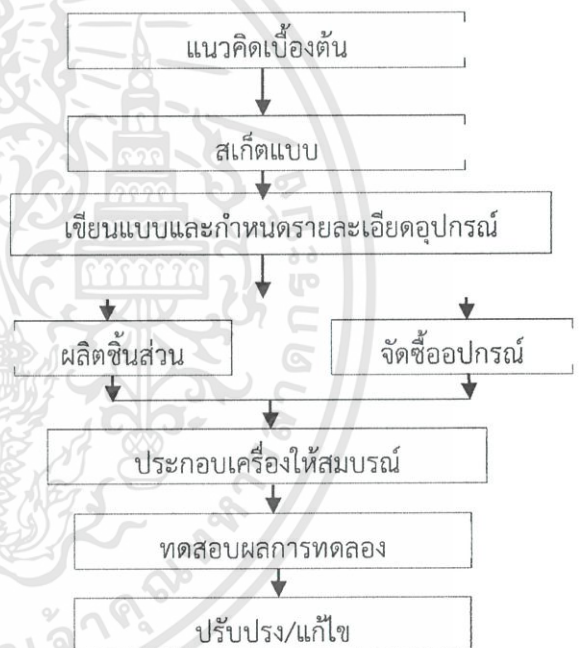 แนวคิดเบื้องต้น
สเก็ตแบบ
เขียนแบบและกำหนดรายละเอียดอุปกรณ์
ผลิตชิ้นส่วน
จัดซื้ออปกรณ์
ประกอบเครื่องให้สมบรณ์
ทดสอบผลการทดลอง
ปรับปรง/แก้ไข